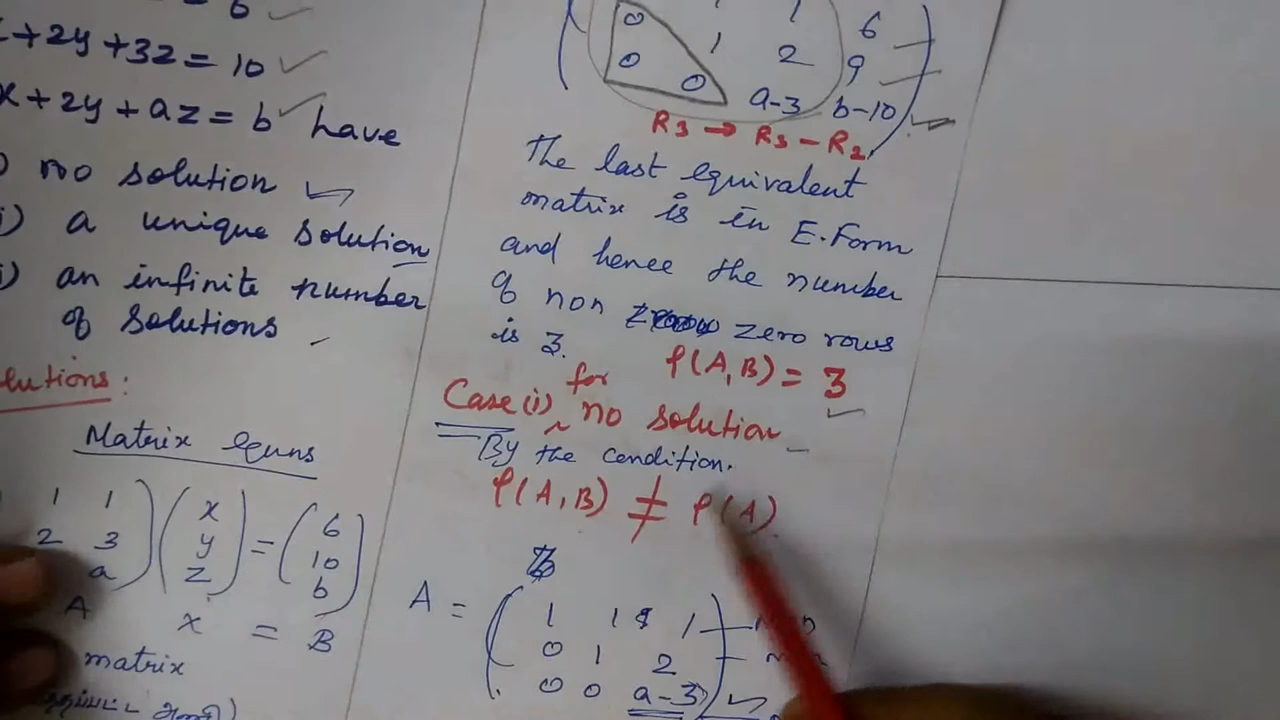 = 6
+2y+3z = 10
x+2y+az = b have
no solution
) a unique solution
) an infinite number
of solutions
lutions :
Matrix equns
1 1
2 3
a
( x
y
z ) = ( 6
10
b )
A x = B
matrix
1 1 6
0 1 2 9
0 0 a-3 b-10
R3 → R3 - R2
The last equivalent
matrix is in E.Form
and hence the number
of non zero rows
is 3.
ρ(A,B) = 3
Case(i) for no solution
By the condition.
ρ(A,B) ≠ ρ(A).
A = ( 1 1 1
0 1 2
0 0 a-3 )